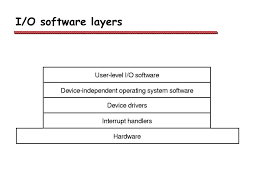 I/O software layers
User-level I/O software
Device-independent operating system software
Device drivers
Interrupt handlers
Hardware